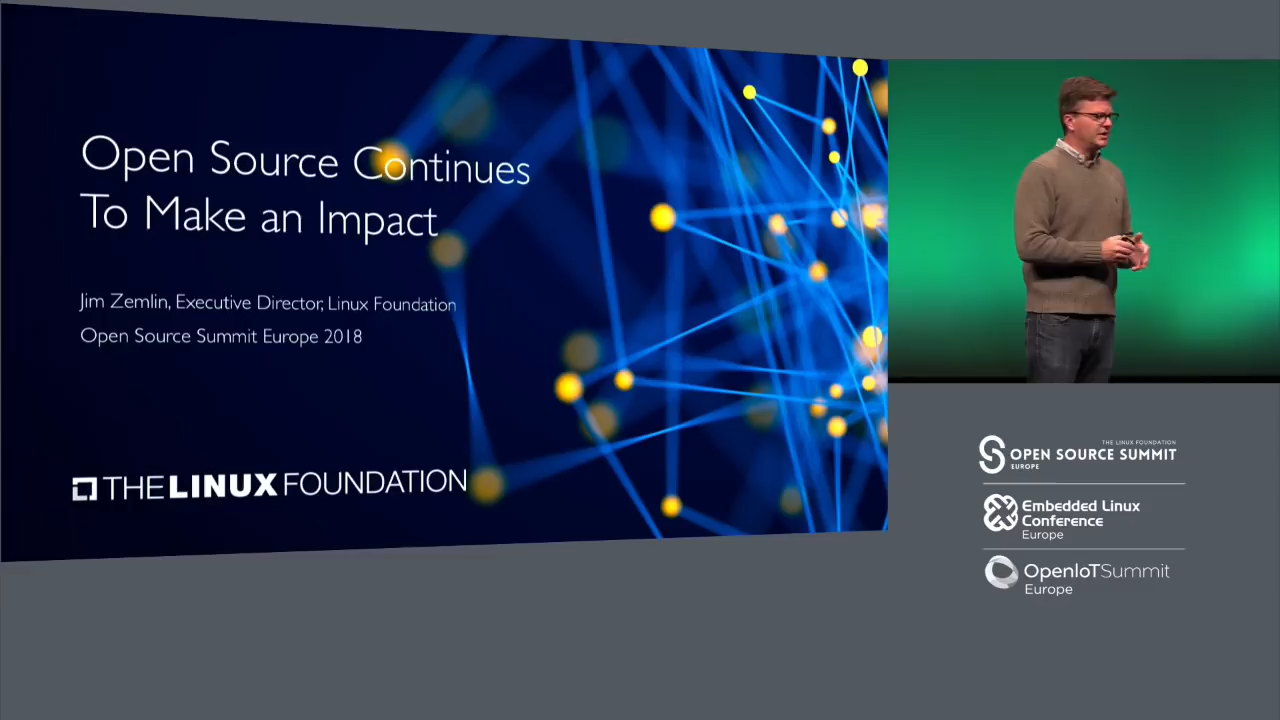 Open Source Continues
To Make an Impact
Jim Zemlin, Executive Director, Linux Foundation
Open Source Summit Europe 2018
THE LINUX FOUNDATION
THE LINUX FOUNDATION
OPEN SOURCE SUMMIT
EUROPE
Embedded Linux
Conference
Europe
OpenIoTSummit
Europe